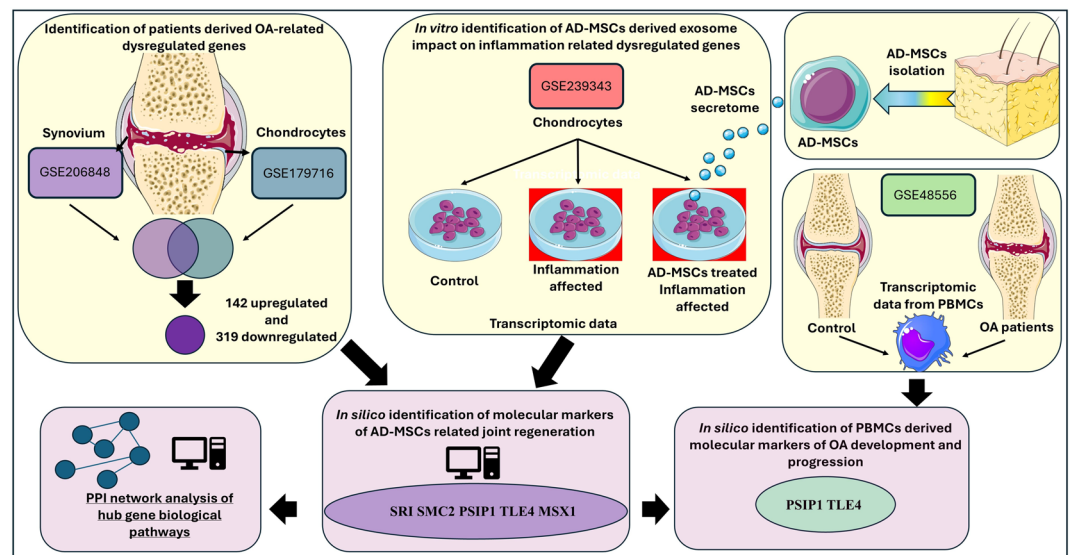 Identification of patients derived OA-related
dysregulated genes
Synovium
Chondrocytes
GSE206848
GSE179716
142 upregulated
and
319 downregulated
In vitro identification of AD-MSCs derived exosome
impact on inflammation related dysregulated genes
GSE239343
Chondrocytes
AD-MSCs
secretome
Control
Inflammation
affected
AD-MSCs treated
Inflammation
affected
Transcriptomic data
AD-MSCs
isolation
AD-MSCs
GSE48556
Transcriptomic
data from PBMCs
Control
OA patients
PPI network analysis of
hub gene biological
pathways
In silico identification of molecular markers
of AD-MSCs related joint regeneration
SRI SMC2 PSIP1 TLE4 MSX1
In silico identification of PBMCs derived
molecular markers of OA development and
progression
PSIP1 TLE4